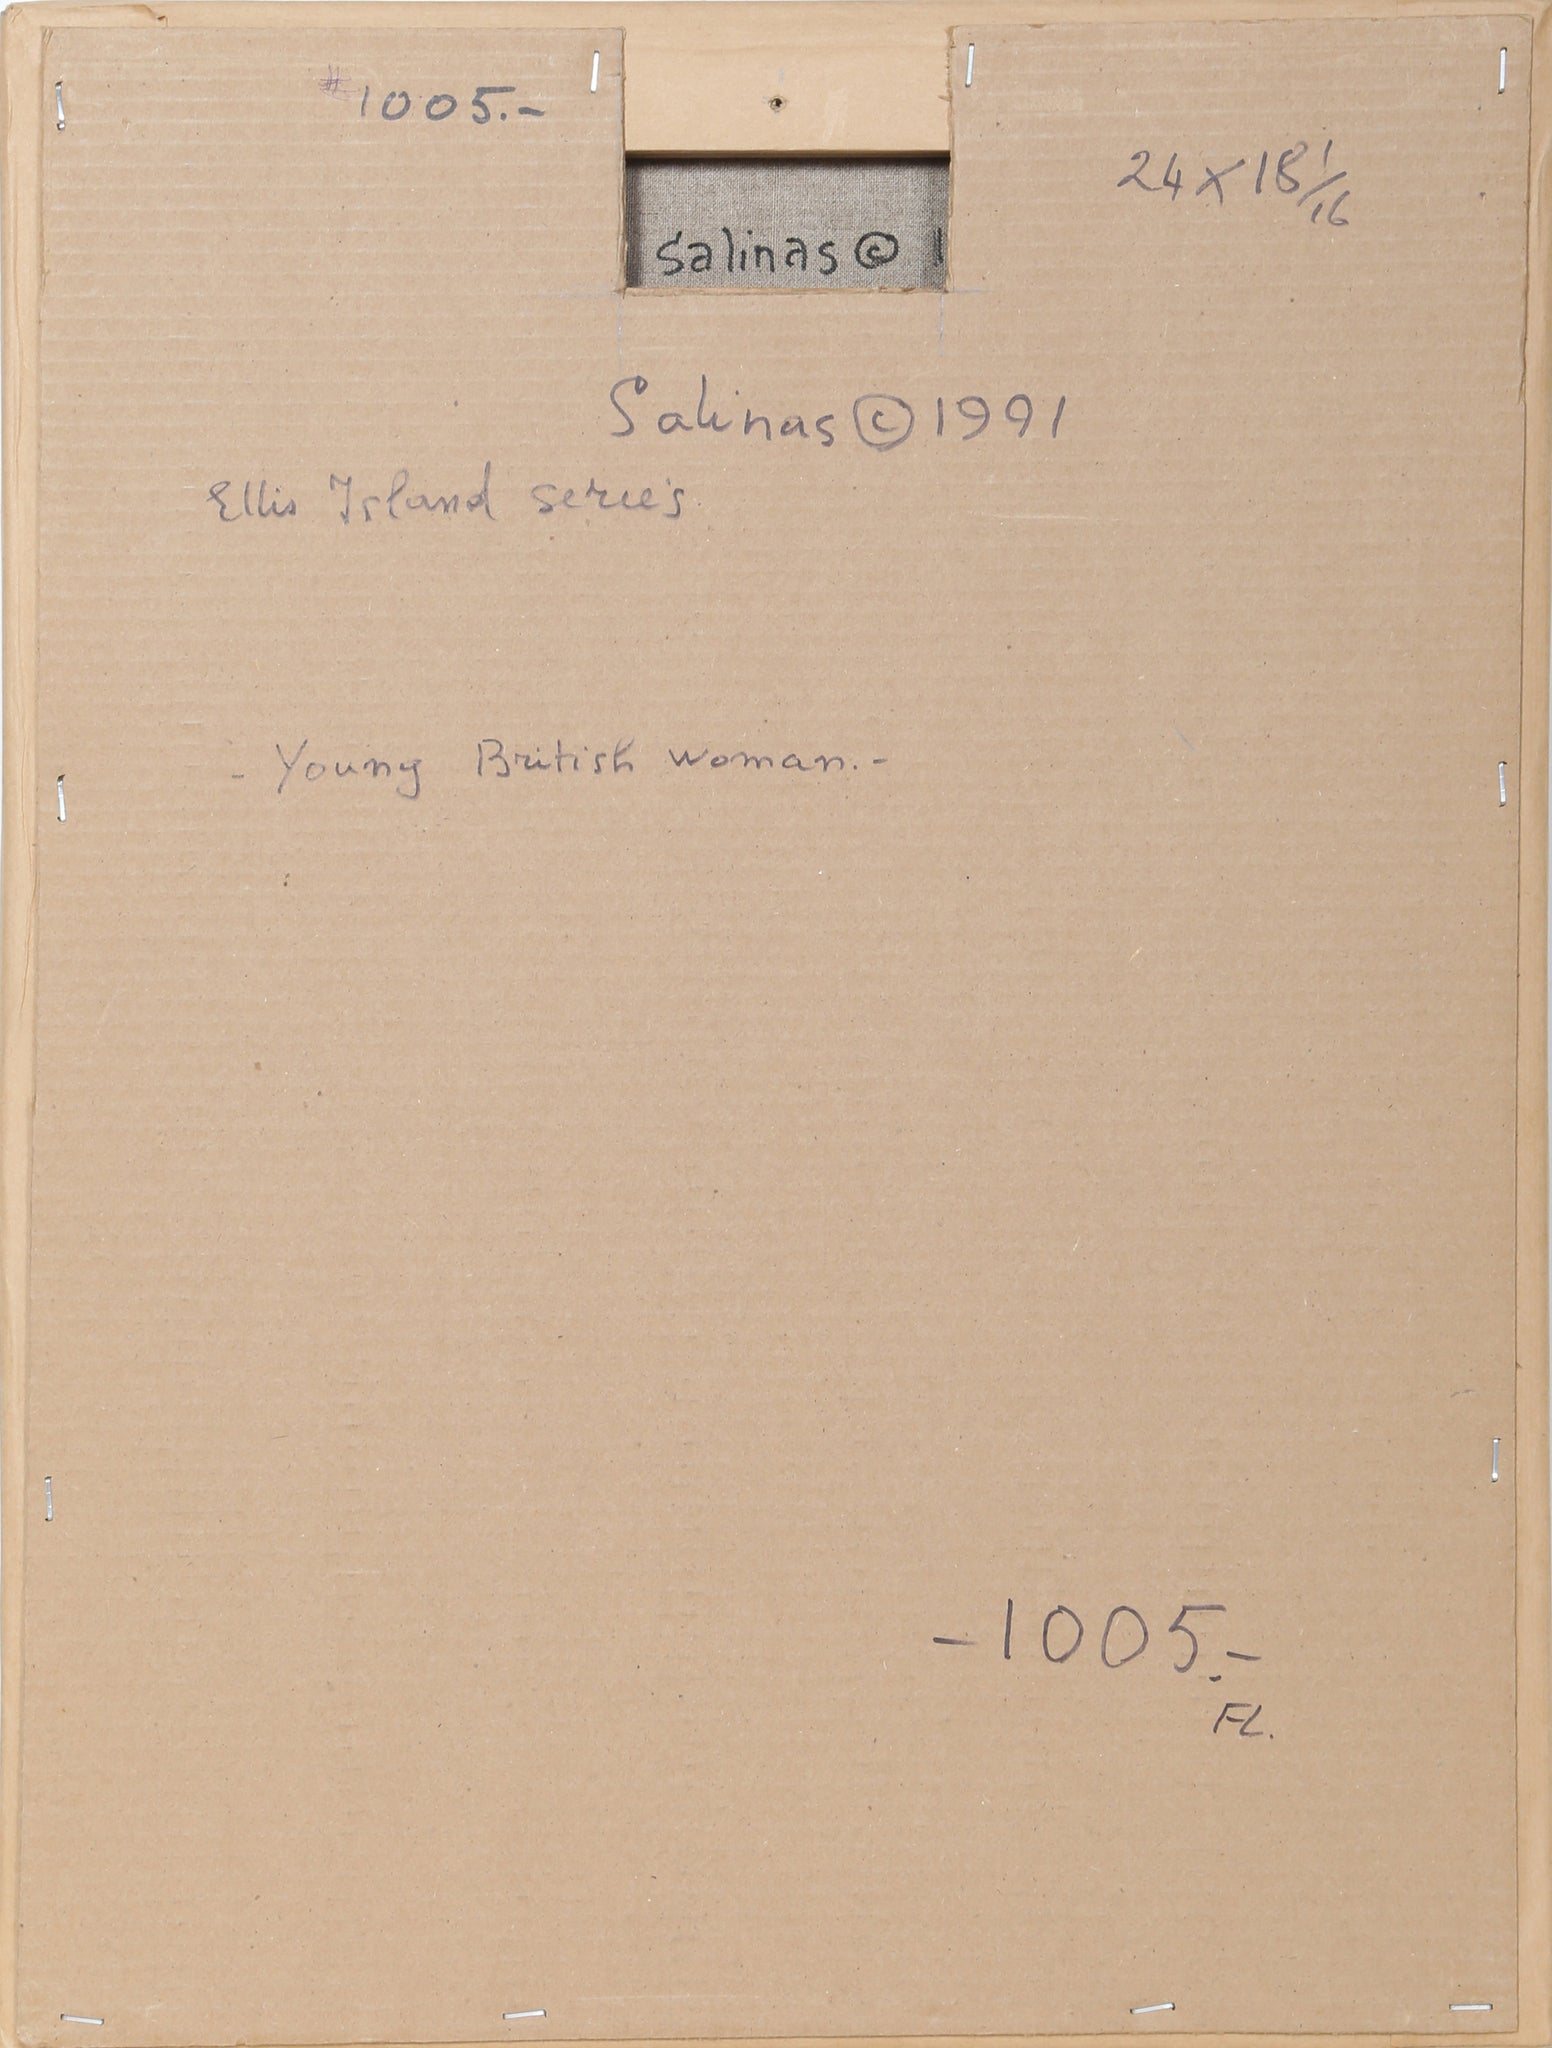 #1005.-
24 x 18 1/16
Salinas © 1
Salinas © 1991
Ellis Island serie's
- Young British woman.-
-1005.-
FL.